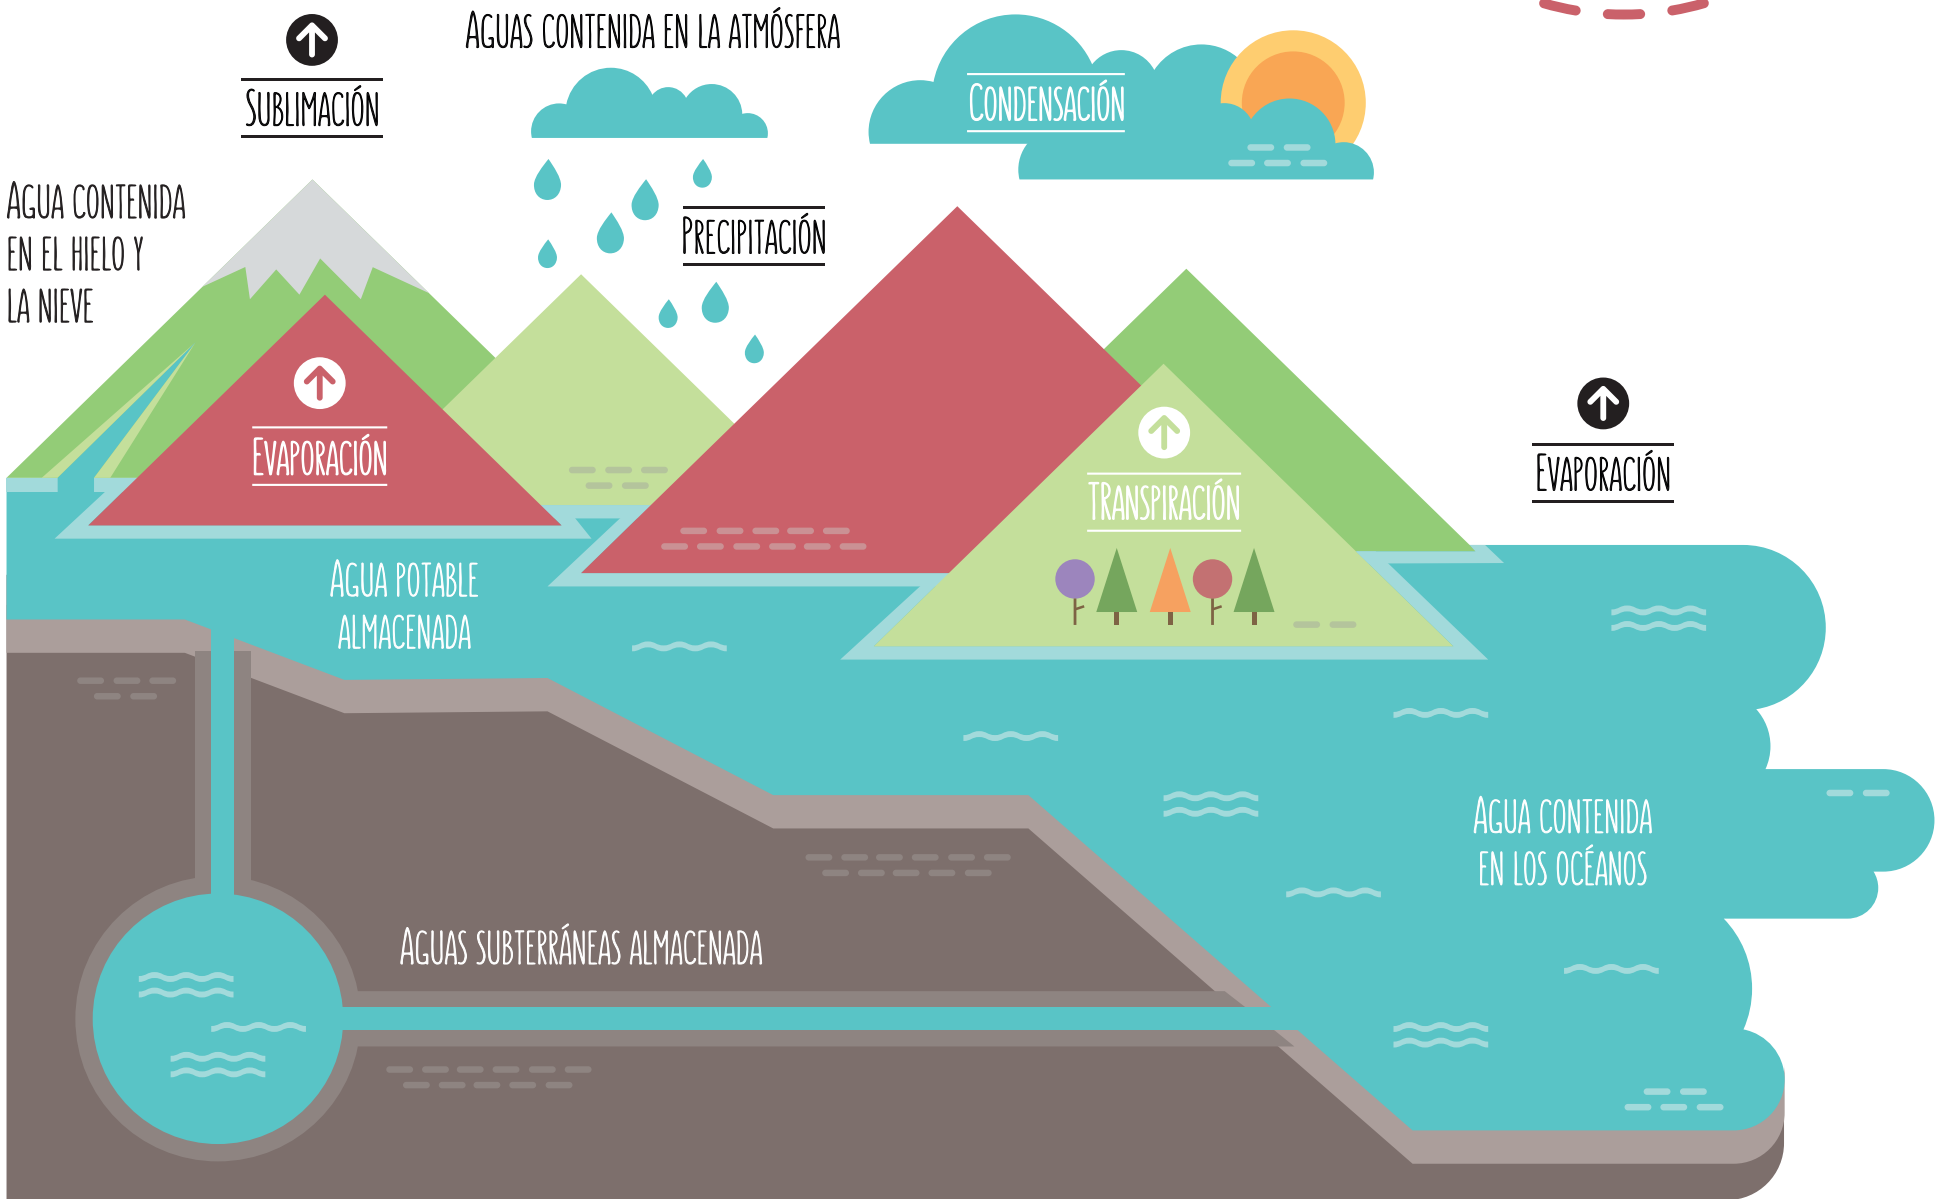 Aguas contenida en la atmósfera
Sublimación
Condensación
Agua contenida
en el hielo y
la nieve
Precipitación
Evaporación
Transpiración
Evaporación
Agua potable
almacenada
Agua contenida
en los océanos
Aguas subterráneas almacenada